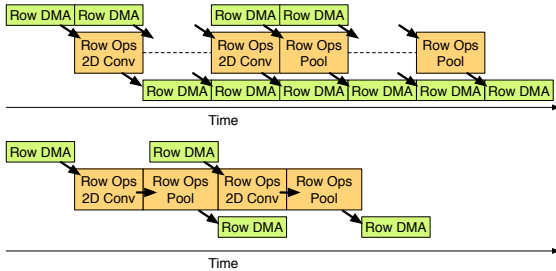 Row DMA Row DMA Row DMA Row DMA
Row Ops Row Ops Row Ops Row Ops
2D Conv 2D Conv Pool Pool
Row DMA Row DMA Row DMA Row DMA Row DMA Row DMA
Time
Row DMA Row DMA
Row Ops Row Ops Row Ops Row Ops
2D Conv Pool 2D Conv Pool
Row DMA Row DMA
Time